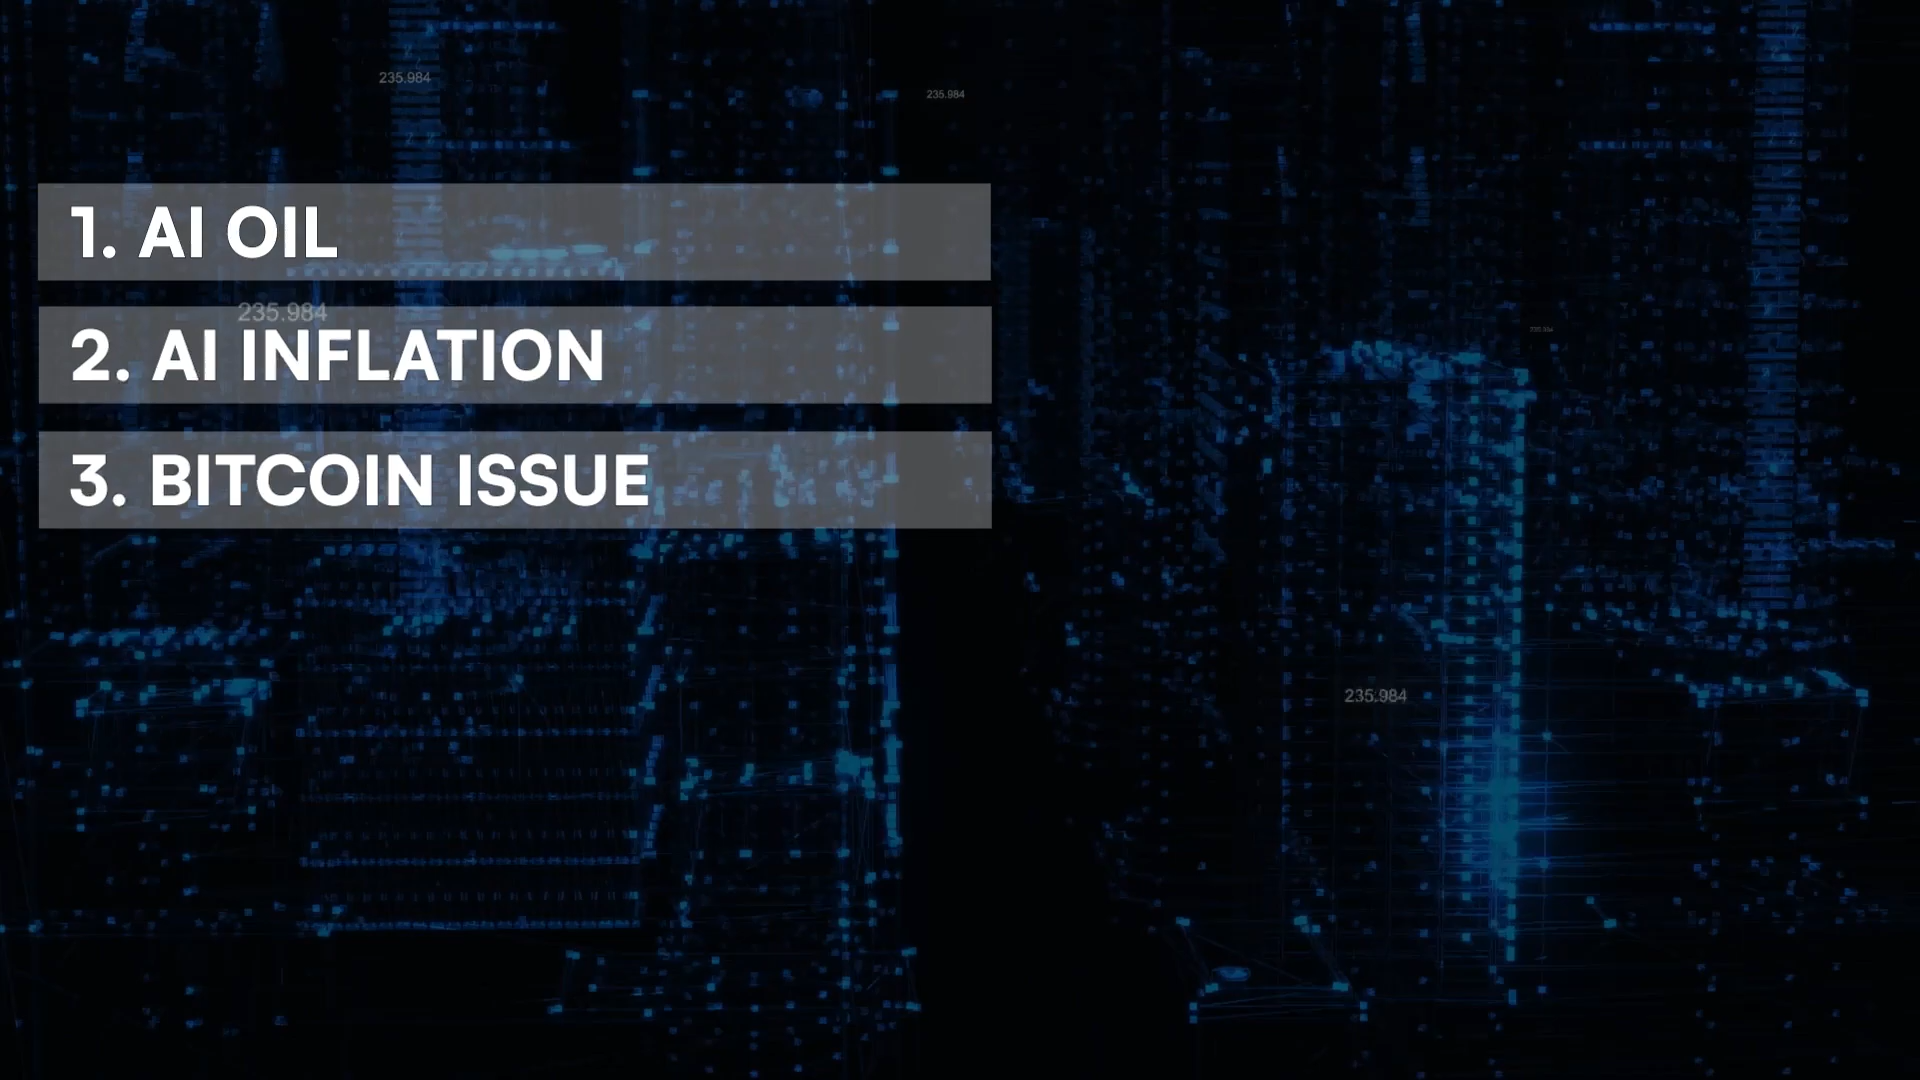 235.984
235.984
1. AI OIL
235.984
2. AI INFLATION
3. BITCOIN ISSUE
235.984